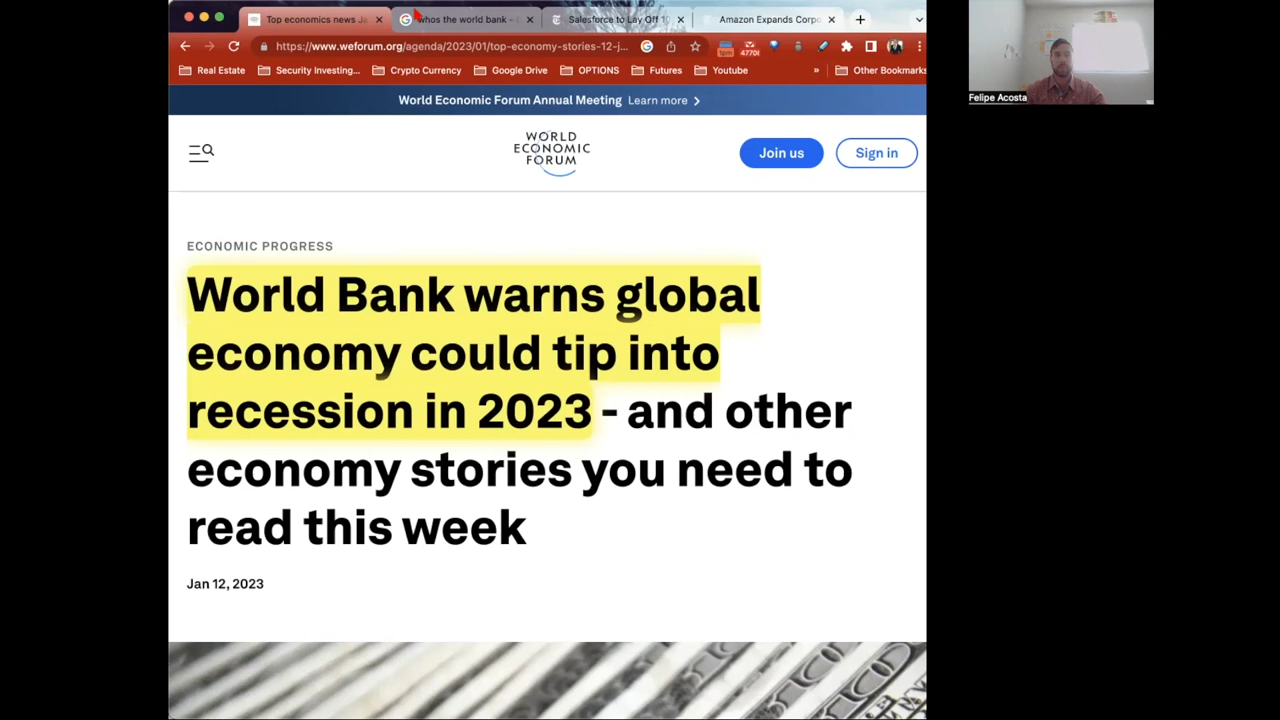 Top economics news Ja
whos the world bank -
Salesforce to Lay Off 10
Amazon Expands Corpo
https://www.weforum.org/agenda/2023/01/top-economy-stories-12-j...
1pm
4770
Real Estate
Security Investing...
Crypto Currency
Google Drive
OPTIONS
Futures
Youtube
»
Other Bookmarks
World Economic Forum Annual Meeting Learn more
WORLD
ECONOMIC
FORUM
Join us
Sign in
ECONOMIC PROGRESS
World Bank warns global
economy could tip into
recession in 2023 - and other
economy stories you need to
read this week
Jan 12, 2023
Felipe Acosta